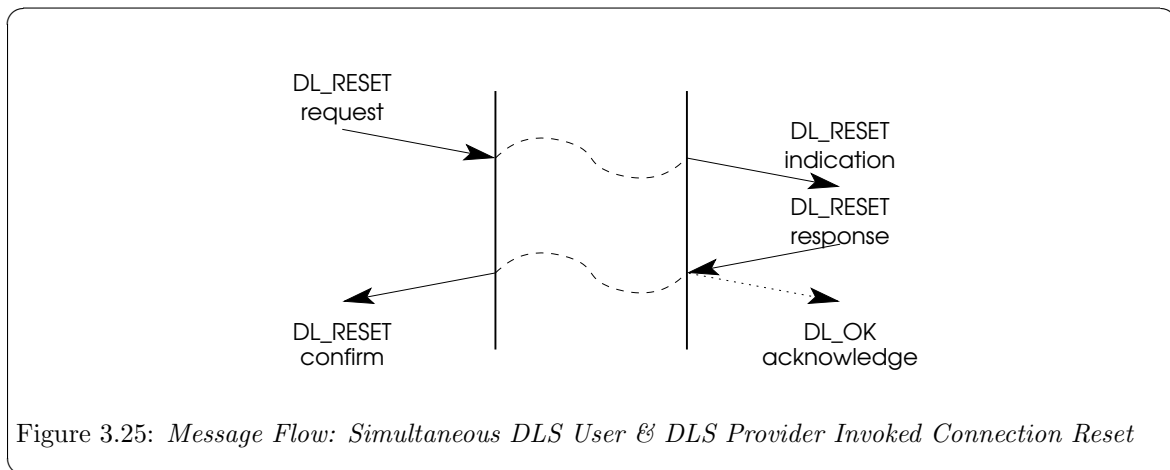 DL_RESET
request
DL_RESET
indication
DL_RESET
response
DL_RESET
confirm
DL_OK
acknowledge
Figure 3.25: Message Flow: Simultaneous DLS User & DLS Provider Invoked Connection Reset